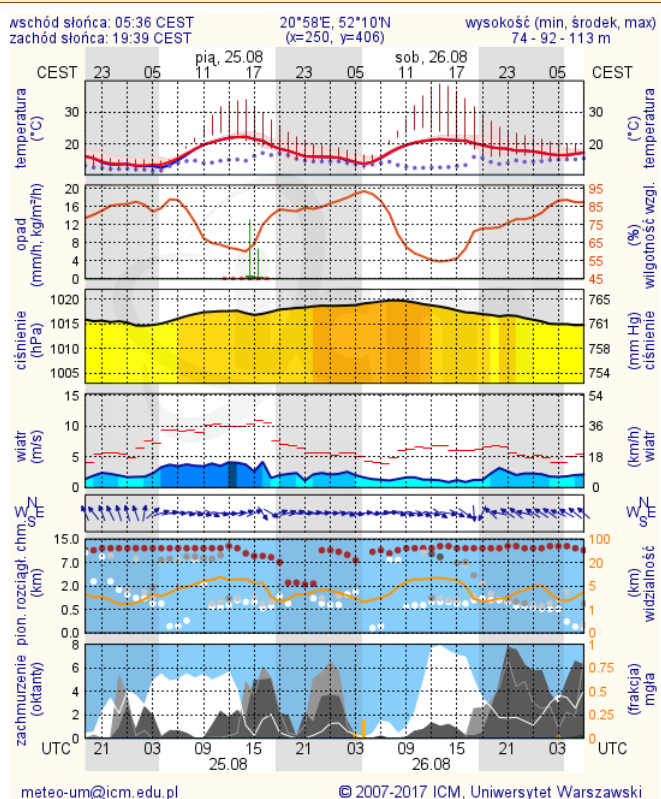 wschód słońca: 05:36 CEST 20°58'E, 52°10'N wysokość (min, środek, max)
zachód słońca: 19:39 CEST (x=250, y=406) 74 - 92 - 113 m
pią, 25.08 sob, 26.08
CEST 23 05 11 17 23 05 11 17 23 05 CEST
temperatura
(°C)
30 30
20 20
(°C)
temperatura
opad
(mm/h, kg/m²/h)
20 95
16 85
12 75
8 65
4 55
0 45
(%)
wilgotność wzgl.
ciśnienie
(hPa)
1020 765
1015 761
1010 758
1005 754
(mm Hg)
ciśnienie
wiatr
(m/s)
15 54
10 36
5 18
0 0
(km/h)
wiatr
N
W E
S
N
W E
S
pion. rozciągł. chm.
(km)
15.0 100
7.0 20
2.0 5
0.5 1
0.0 0
(km)
widzialność
zachmurzenie
(oktanty)
8 1
6 0.75
4 0.5
2 0.25
0 0
(frakcja)
mgła
UTC 21 03 09 15 21 03 09 15 21 03 UTC
25.08 26.08
meteo-um@icm.edu.pl © 2007-2017 ICM, Uniwersytet Warszawski